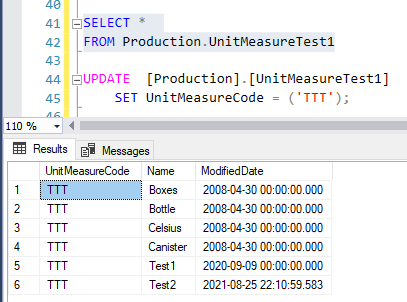 40
41 SELECT *
42 FROM Production.UnitMeasureTest1
43
44 UPDATE [Production].[UnitMeasureTest1]
45 SET UnitMeasureCode = ('TTT');
46
110 %
Results Messages
UnitMeasureCode Name ModifiedDate
1 TTT Boxes 2008-04-30 00:00:00.000
2 TTT Bottle 2008-04-30 00:00:00.000
3 TTT Celsius 2008-04-30 00:00:00.000
4 TTT Canister 2008-04-30 00:00:00.000
5 TTT Test1 2020-09-09 00:00:00.000
6 TTT Test2 2021-08-25 22:10:59.583